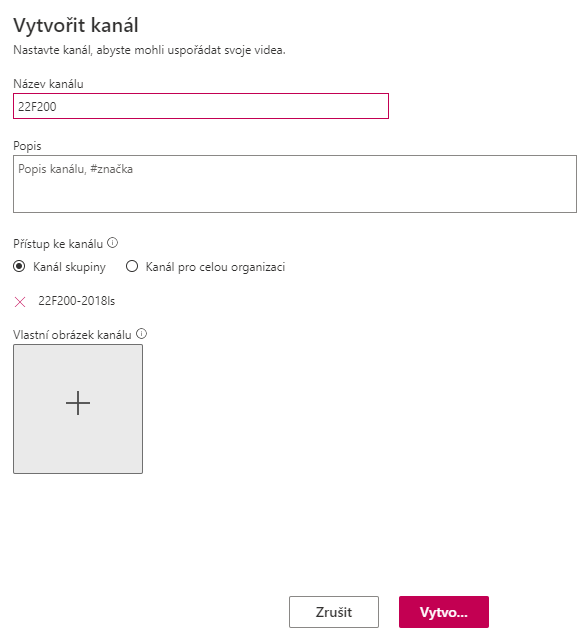 Vytvořit kanál
Nastavte kanál, abyste mohli uspořádat svoje videa.
Název kanálu
22F200
Popis
Popis kanálu, #značka
Přístup ke kanálu
Kanál skupiny
Kanál pro celou organizaci
22F200-2018ls
Vlastní obrázek kanálu
Zrušit
Vytvo...